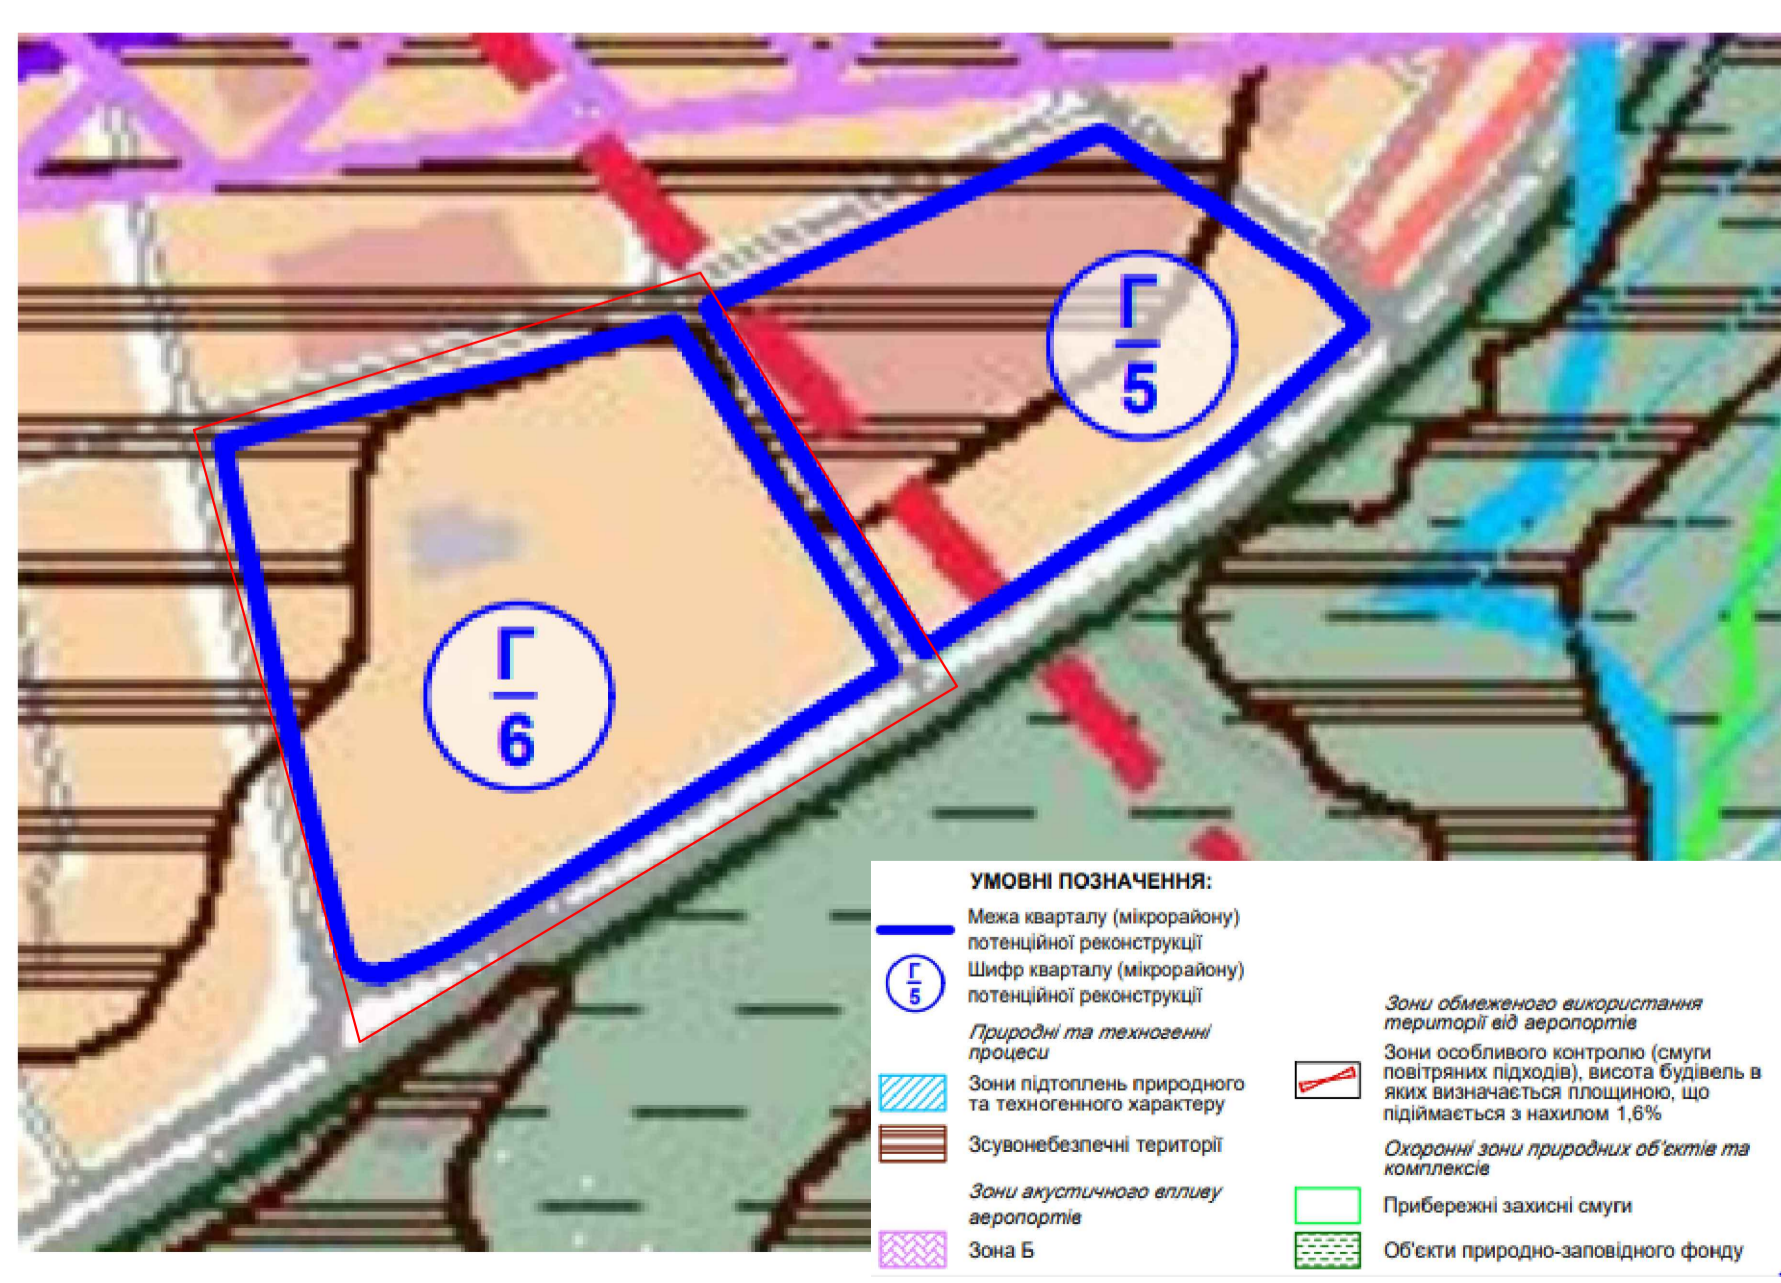 Г
5
Г
6
УМОВНІ ПОЗНАЧЕННЯ:
Межа кварталу (мікрорайону)
потенційної реконструкції
Г
5
Шифр кварталу (мікрорайону)
потенційної реконструкції
Природні та техногенні
процеси
Зони підтоплень природного
та техногенного характеру
Зсувонебезпечні території
Зони акустичного впливу
аеропортів
Зона Б
Зони обмеженого використання
території від аеропортів
Зони особливого контролю (смуги
повітряних підходів), висота будівель в
яких визначається площиною, що
підіймається з нахилом 1,6%
Охоронні зони природних об'єктів та
комплексів
Прибережні захисні смуги
Об'єкти природно-заповідного фонду